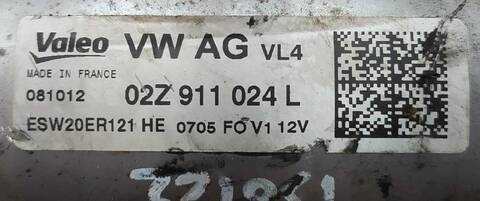 Valeo VW AG VL4
MADE IN FRANCE
081012 02Z 911 024 L
ESW20ER121 HE 0705 FO V1 12V